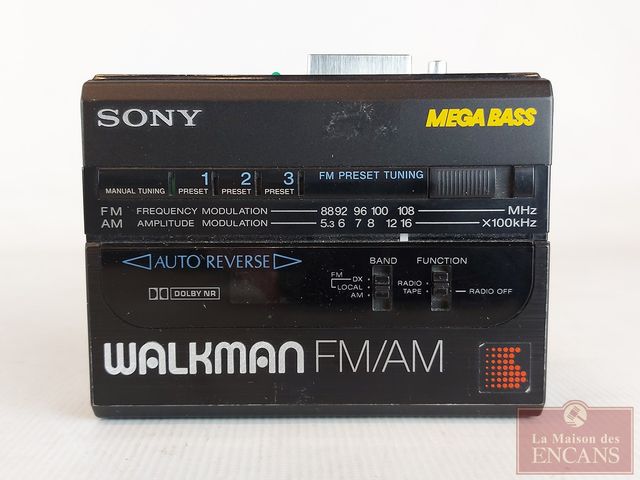 SONY MEGA BASS
1 2 3 FM PRESET TUNING
MANUAL TUNING PRESET PRESET PRESET
FM FREQUENCY MODULATION 88 92 96 100 108 MHz
AM AMPLITUDE MODULATION 5.3 6 7 8 12 16 X100kHz
AUTO REVERSE
BAND FUNCTION
FM DX
LOCAL
AM
RADIO
TAPE
RADIO OFF
DOLBY NR
WALKMAN FM/AM
La Maison des
ENCANS